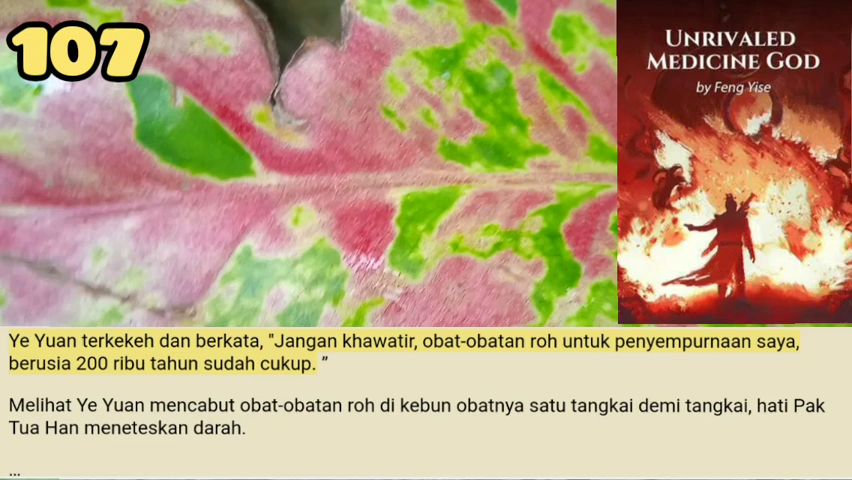 107
UNRIVALED
MEDICINE GOD
by Feng Yise
Ye Yuan terkekeh dan berkata, "Jangan khawatir, obat-obatan roh untuk penyempurnaan saya,
berusia 200 ribu tahun sudah cukup. ”
Melihat Ye Yuan mencabut obat-obatan roh di kebun obatnya satu tangkai demi tangkai, hati Pak
Tua Han meneteskan darah.
...